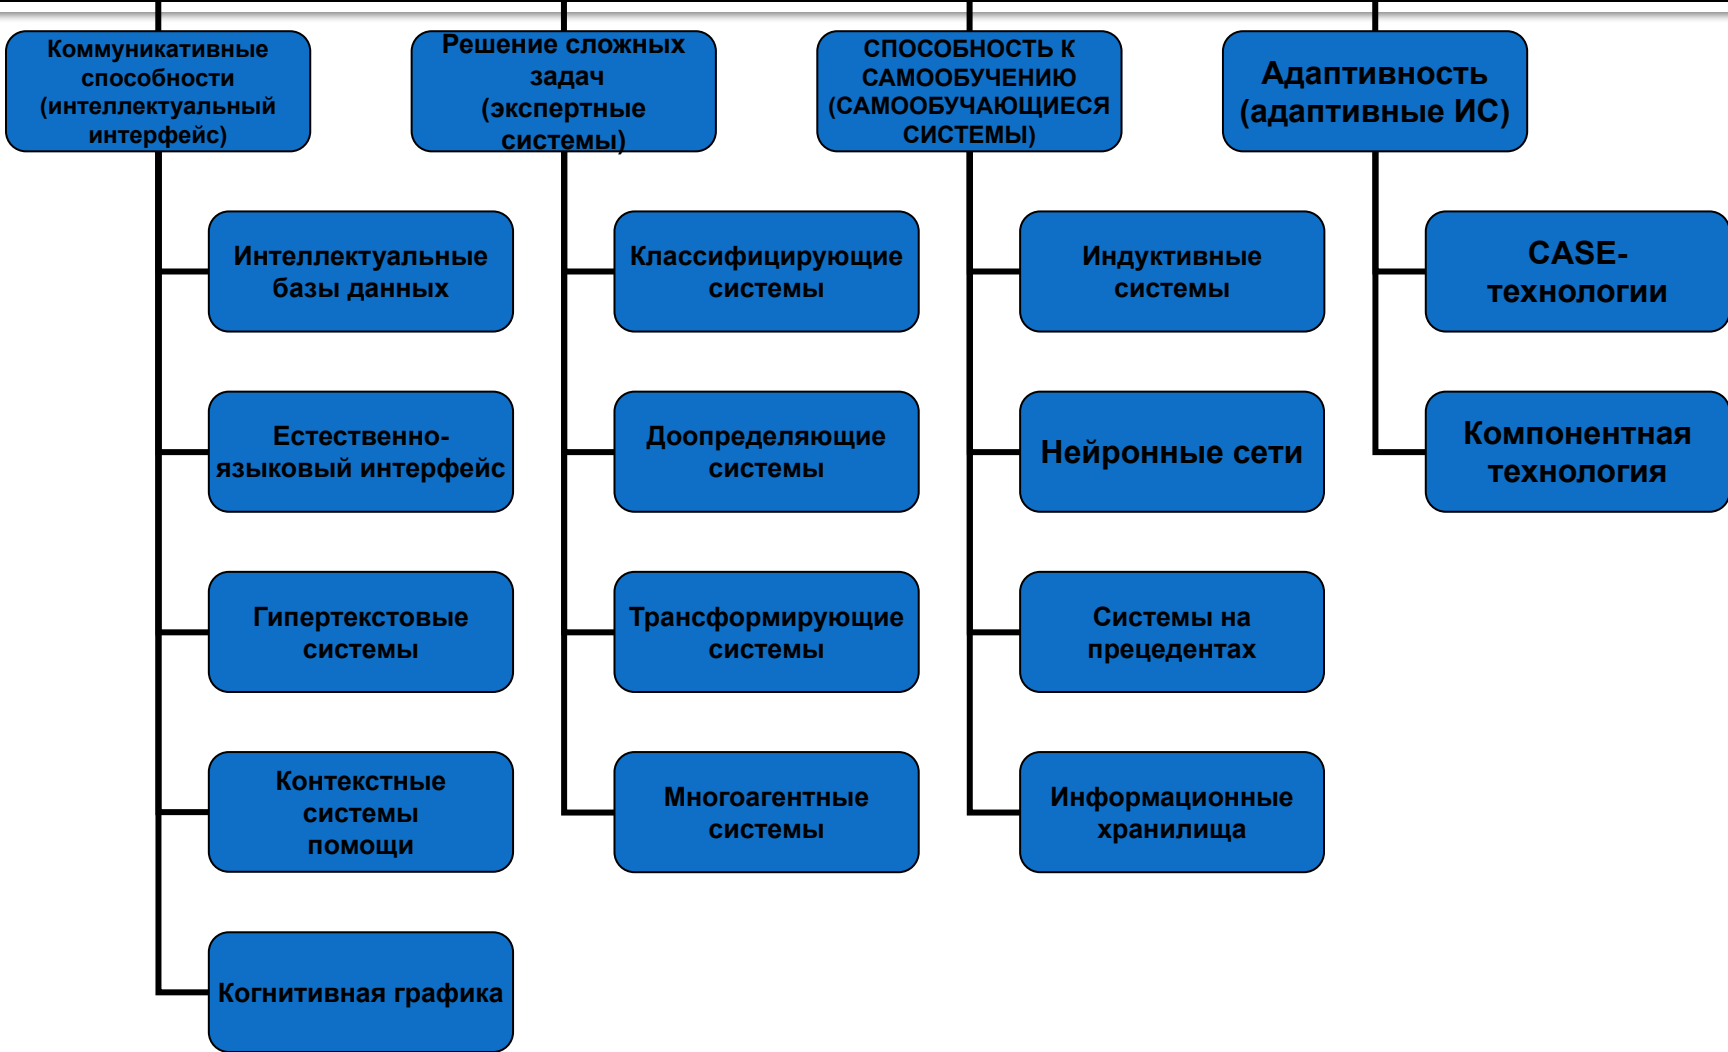 Коммуникативные
способности
(интеллектуальный
интерфейс)
Интеллектуальные
базы данных
Естественно-
языковый интерфейс
Гипертекстовые
системы
Контекстные
системы
помощи
Когнитивная графика
Решение сложных
задач
(экспертные
системы)
Классифицирующие
системы
Доопределяющие
системы
Трансформирующие
системы
Многоагентные
системы
СПОСОБНОСТЬ К
САМООБУЧЕНИЮ
(САМООБУЧАЮЩИЕСЯ
СИСТЕМЫ)
Индуктивные
системы
Нейронные сети
Системы на
прецедентах
Информационные
хранилища
Адаптивность
(адаптивные ИС)
CASE-
технологии
Компонентная
технология